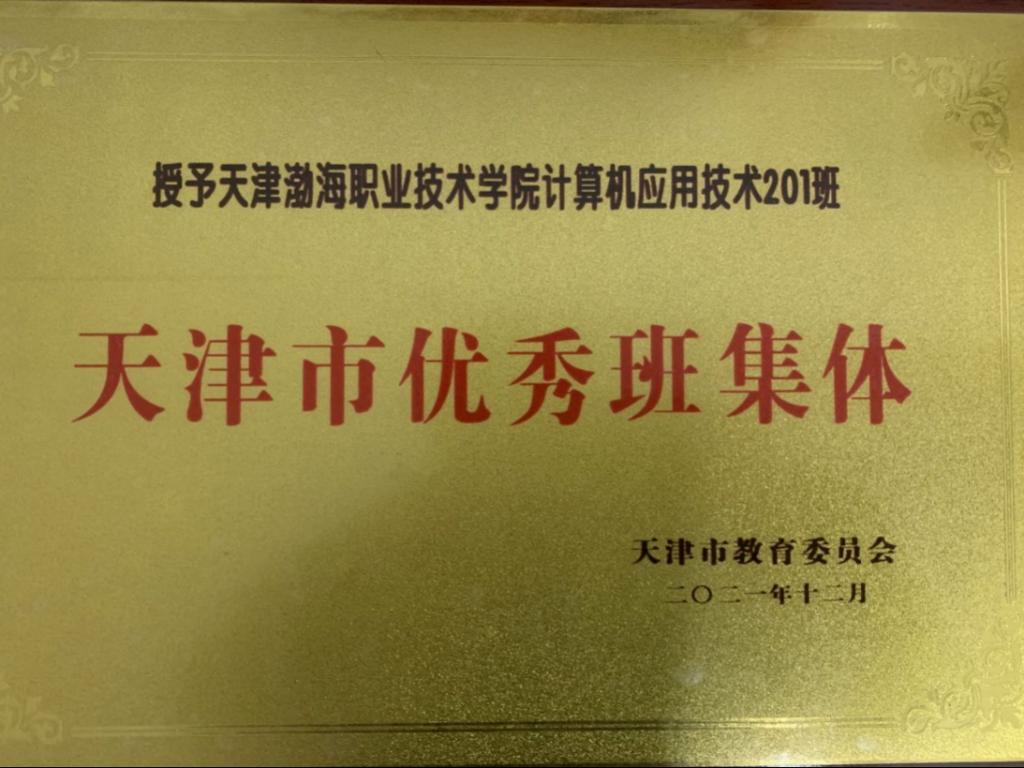 授予天津渤海职业技术学院计算机应用技术201班
天津市优秀班集体
天津市教育委员会
二〇二一年十二月